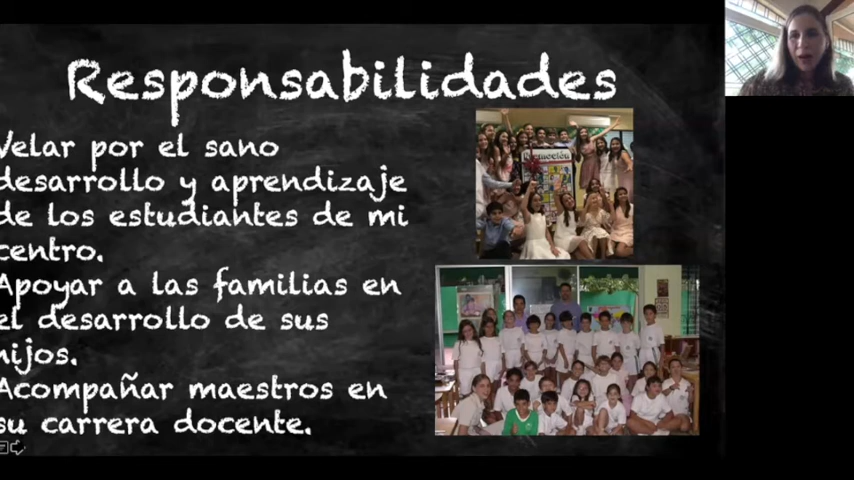 Responsabilidades
Velar por el sano
desarrollo y aprendizaje
de los estudiantes de mi
centro.
Apoyar a las familias en
el desarrollo de sus
hijos.
Acompañar maestros en
su carrera docente.
Promoción